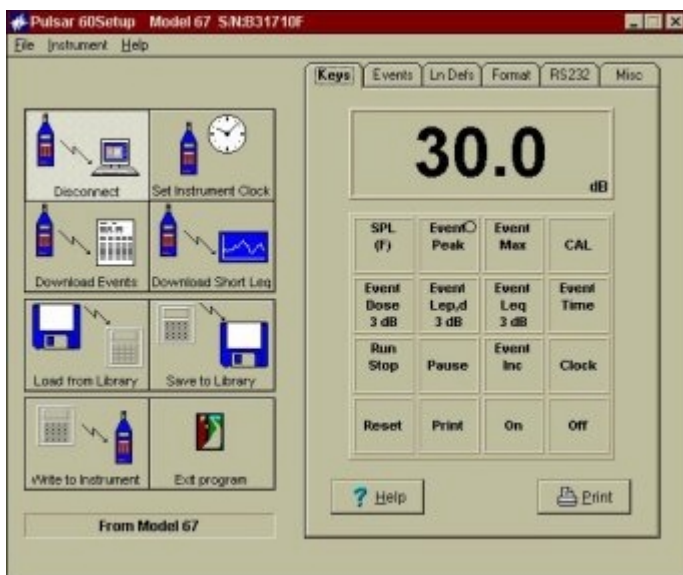 Pulsar 60Setup Model 67 S/N:B31710F
File Instrument Help
Keys Events Ln Defs Format RS232 Misc
Disconnect Set Instrument Clock
Download Events Download Short Leq
Load from Library Save to Library
Write to Instrument Exit program
From Model 67
30.0
dB
SPL (F)
Event Peak
Event Max
CAL
Event Dose 3 dB
Event Lep,d 3 dB
Event Leq 3 dB
Event Time
Run Stop
Pause
Event Inc
Clock
Reset
Print
On
Off
? Help
Print